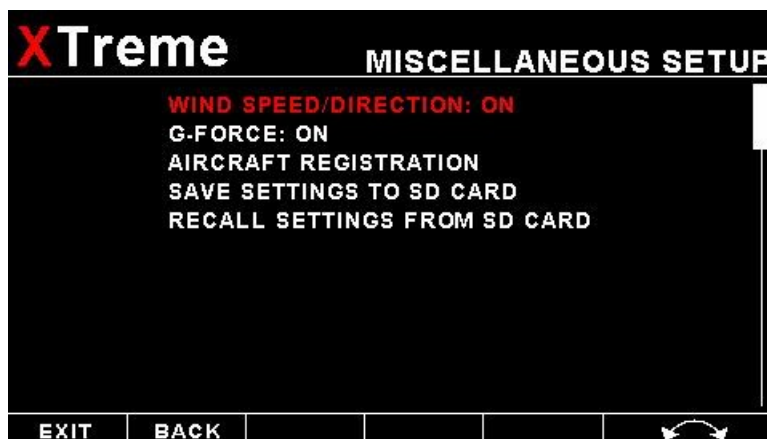 XTreme
MISCELLANEOUS SETUP
WIND SPEED/DIRECTION: ON
G-FORCE: ON
AIRCRAFT REGISTRATION
SAVE SETTINGS TO SD CARD
RECALL SETTINGS FROM SD CARD
EXIT BACK